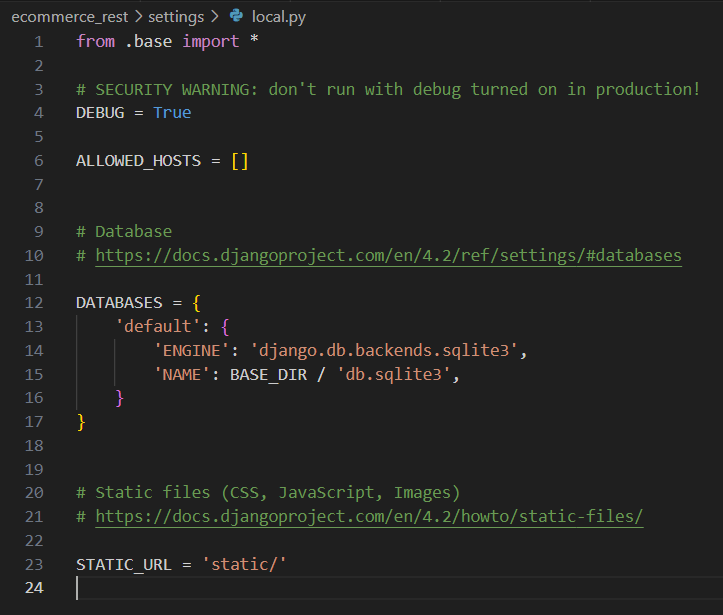 ecommerce_rest > settings > local.py
1 from .base import *
2
3 # SECURITY WARNING: don't run with debug turned on in production!
4 DEBUG = True
5
6 ALLOWED_HOSTS = []
7
8
9 # Database
10 # https://docs.djangoproject.com/en/4.2/ref/settings/#databases
11
12 DATABASES = {
13     'default': {
14         'ENGINE': 'django.db.backends.sqlite3',
15         'NAME': BASE_DIR / 'db.sqlite3',
16     }
17 }
18
19
20 # Static files (CSS, JavaScript, Images)
21 # https://docs.djangoproject.com/en/4.2/howto/static-files/
22
23 STATIC_URL = 'static/'
24